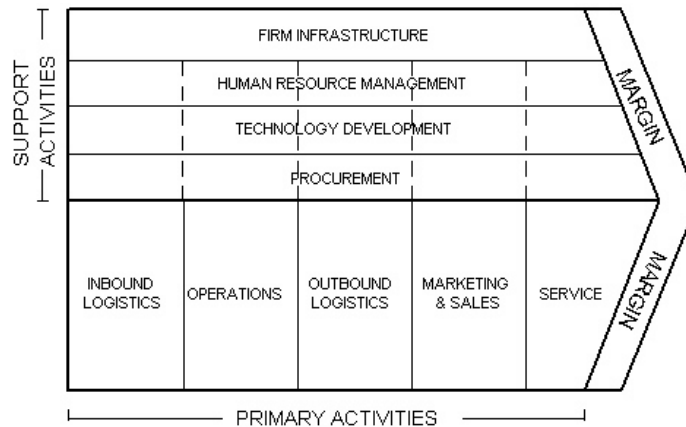 SUPPORT
ACTIVITIES
FIRM INFRASTRUCTURE
HUMAN RESOURCE MANAGEMENT
TECHNOLOGY DEVELOPMENT
PROCUREMENT
MARGIN
INBOUND
LOGISTICS
OPERATIONS
OUTBOUND
LOGISTICS
MARKETING
& SALES
SERVICE
MARGIN
PRIMARY ACTIVITIES